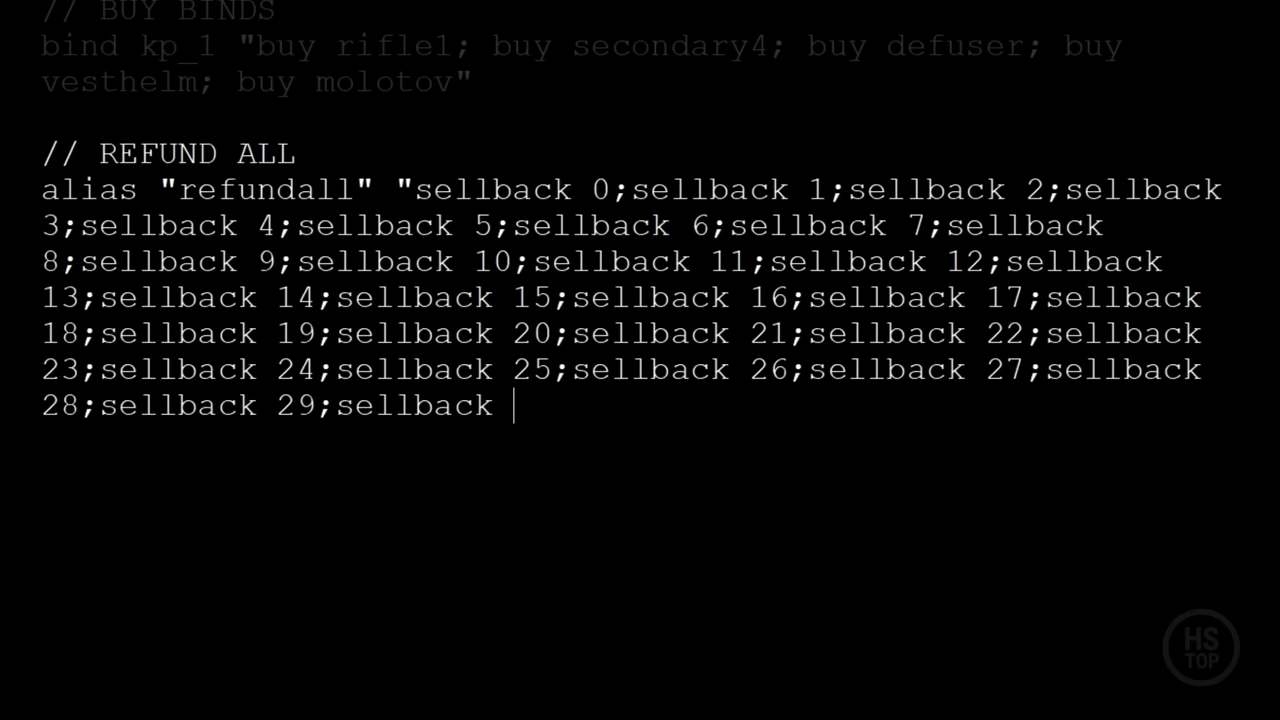 // BUY BINDS
bind kp_1 "buy rifle1; buy secondary4; buy defuser; buy
vesthelm; buy molotov"
// REFUND ALL
alias "refundall" "sellback 0;sellback 1;sellback 2;sellback
3;sellback 4;sellback 5;sellback 6;sellback 7;sellback
8;sellback 9;sellback 10;sellback 11;sellback 12;sellback
13;sellback 14;sellback 15;sellback 16;sellback 17;sellback
18;sellback 19;sellback 20;sellback 21;sellback 22;sellback
23;sellback 24;sellback 25;sellback 26;sellback 27;sellback
28;sellback 29;sellback
HS
TOP